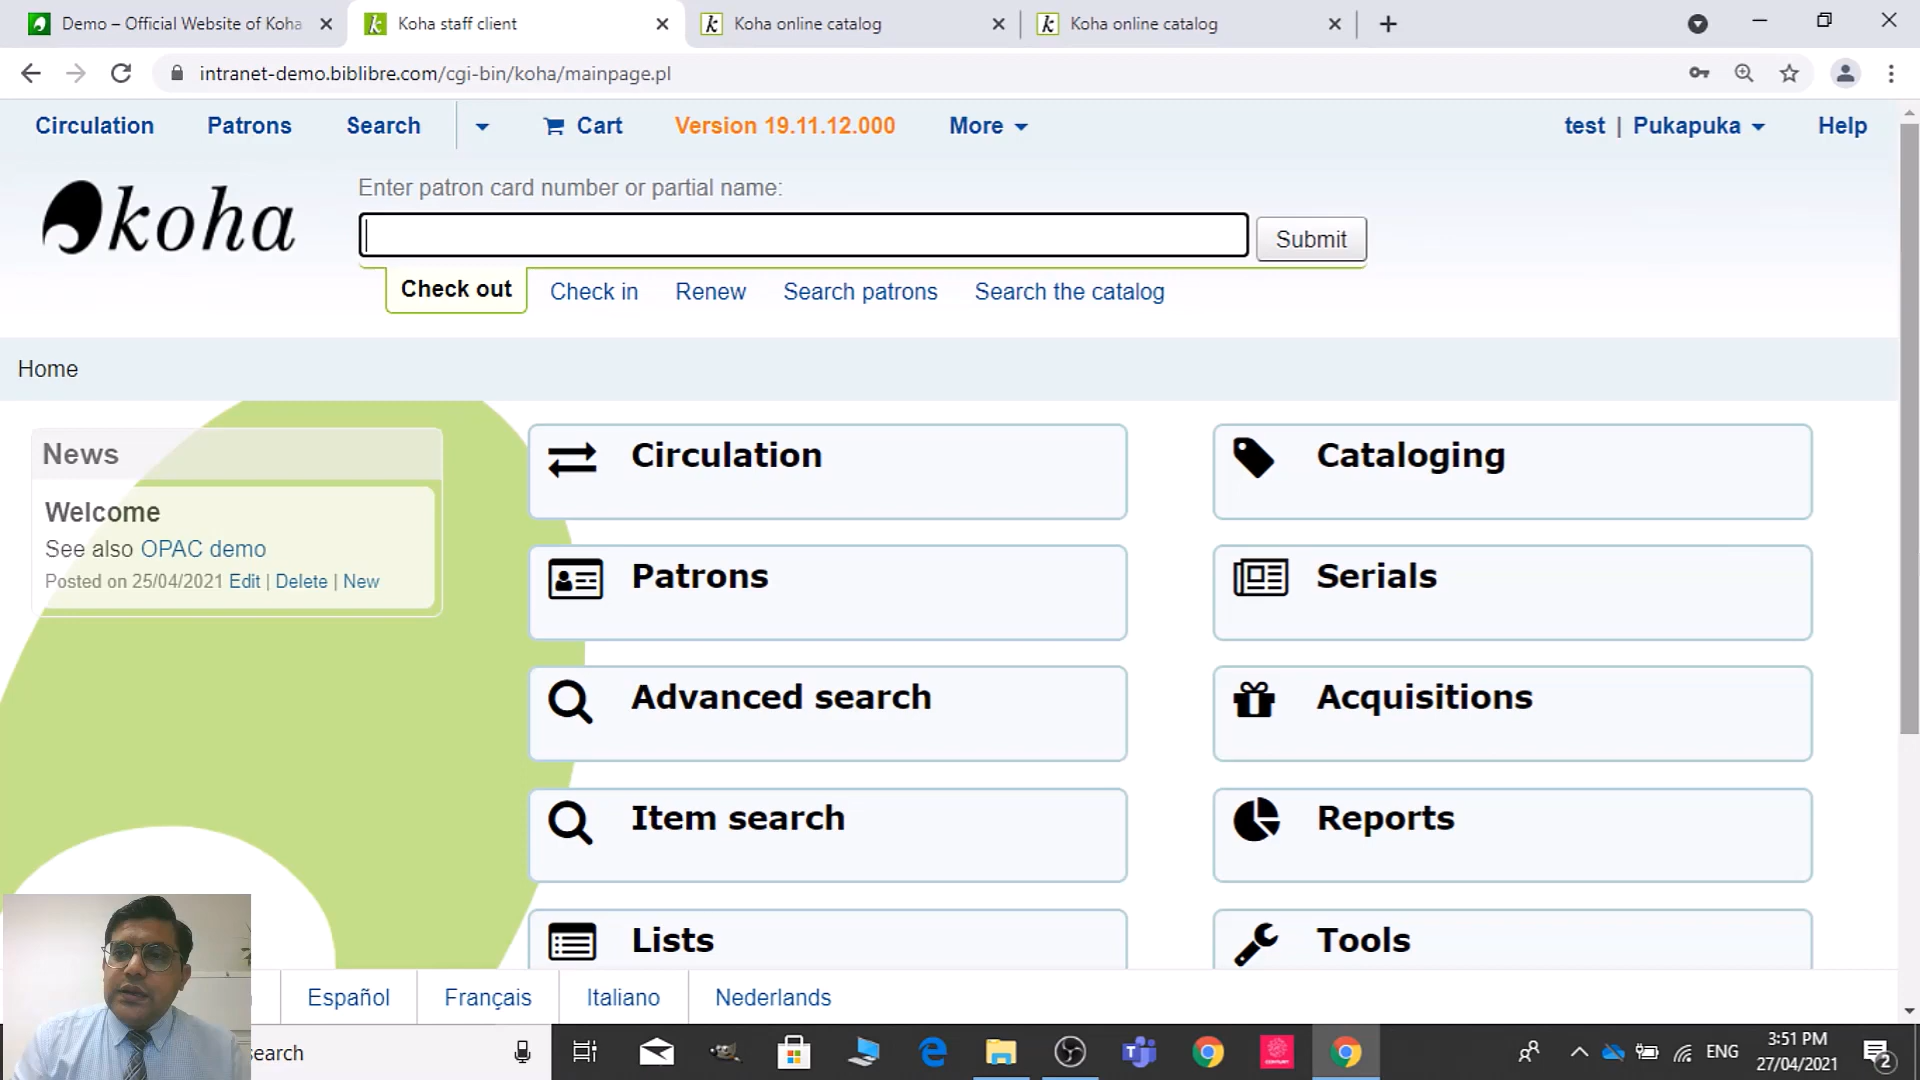 Demo – Official Website of Koha
Koha staff client
Koha online catalog
Koha online catalog
intranet-demo.biblibre.com/cgi-bin/koha/mainpage.pl
Circulation Patrons Search Cart Version 19.11.12.000 More test | Pukapuka Help
koha
Enter patron card number or partial name:
Submit
Check out Check in Renew Search patrons Search the catalog
Home
News
Welcome
See also OPAC demo
Posted on 25/04/2021 Edit | Delete | New
Circulation
Cataloging
Patrons
Serials
Advanced search
Acquisitions
Item search
Reports
Lists
Tools
Español Français Italiano Nederlands
search
ENG
3:51 PM
27/04/2021
2